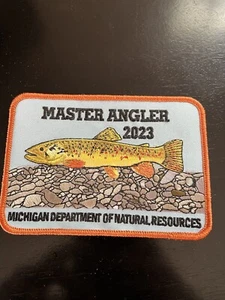 MASTER ANGLER
2023
MICHIGAN DEPARTMENT OF NATURAL RESOURCES